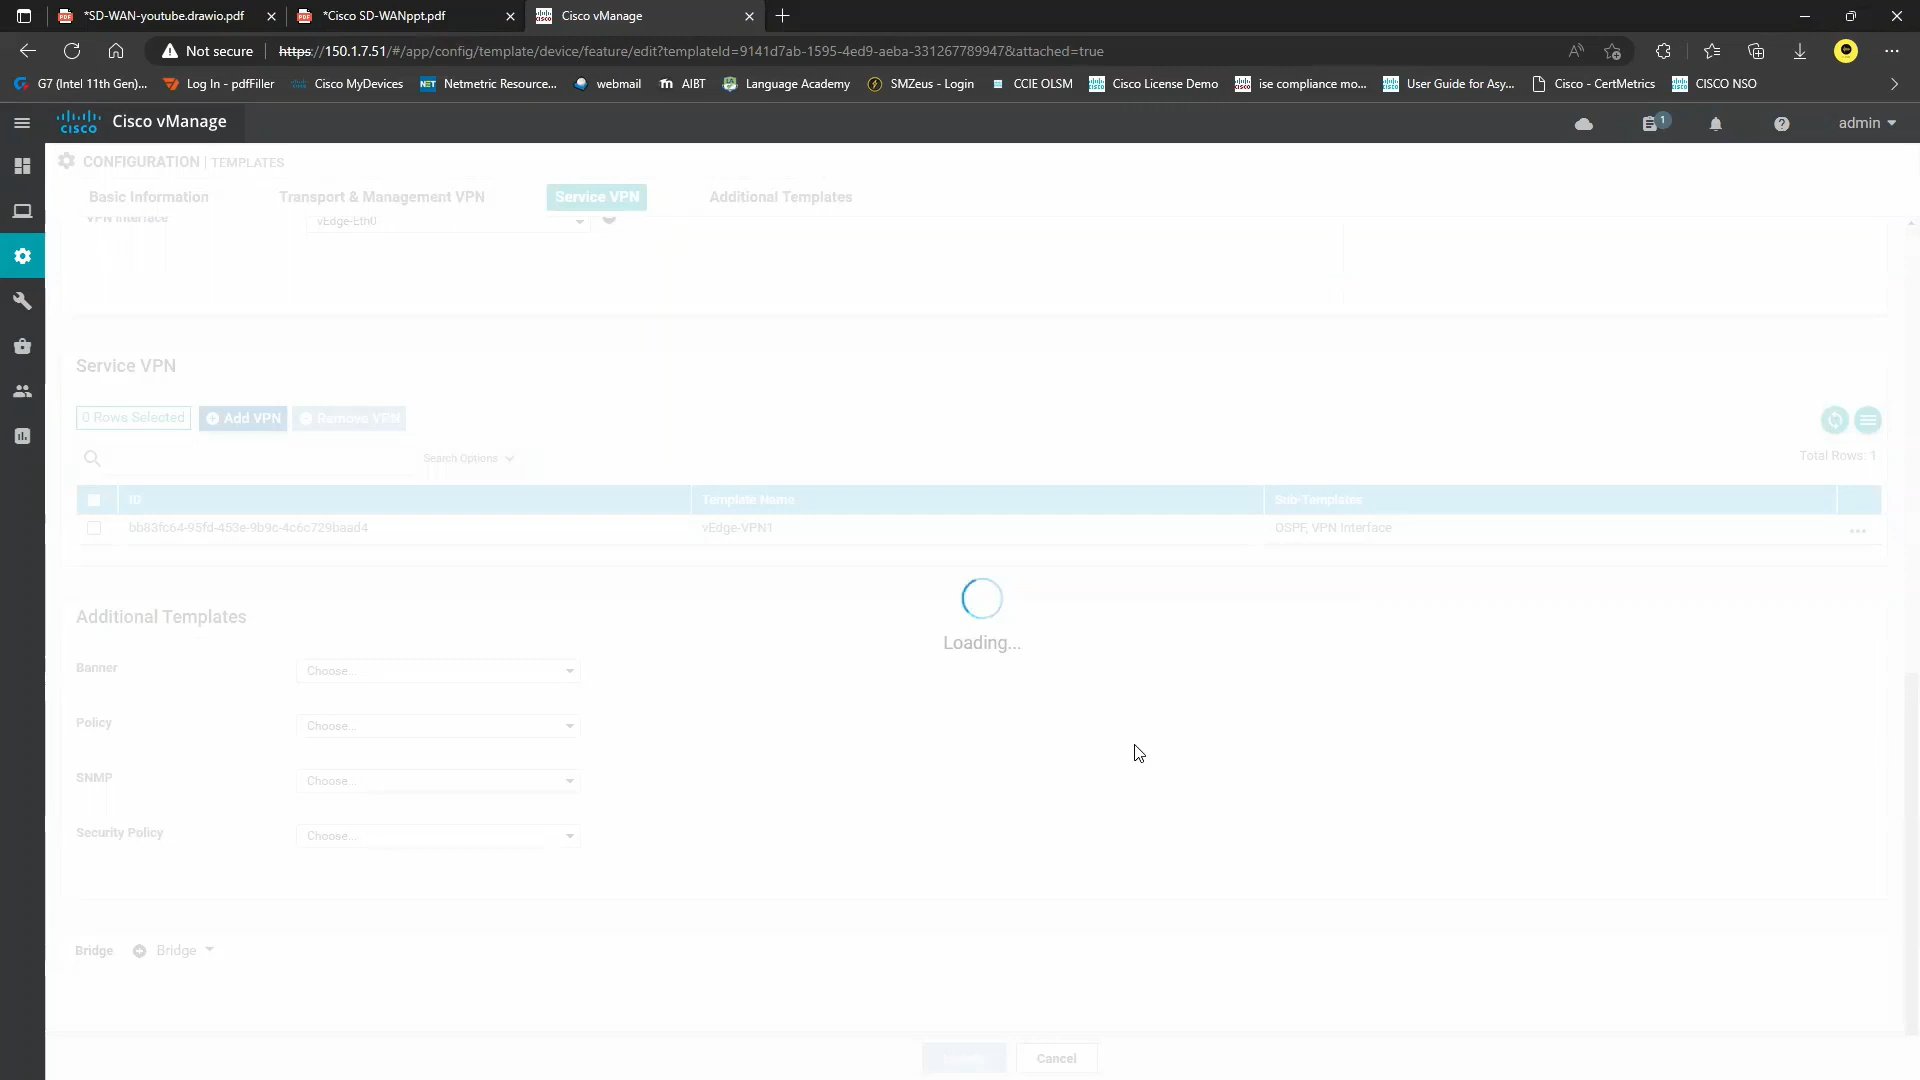 *SD-WAN-youtube.drawio.pdf
*Cisco SD-WANppt.pdf
Cisco vManage
Not secure
https://150.1.7.51/#/app/config/template/device/feature/edit?templateId=9141d7ab-1595-4ed9-aeba-331267789947&attached=true
G7 (Intel 11th Gen)...
Log In - pdfFiller
Cisco MyDevices
Netmetric Resource...
webmail
AIBT
Language Academy
SMZeus - Login
CCIE OLSM
Cisco License Demo
ise compliance mo...
User Guide for Asy...
Cisco - CertMetrics
CISCO NSO
CISCO
Cisco vManage
1
admin
CONFIGURATION | TEMPLATES
Basic Information
Transport & Management VPN
Service VPN
Additional Templates
VPN Interface
vEdge-Eth0
Service VPN
0 Rows Selected
Add VPN
Remove VPN
Search Options
Total Rows: 1
ID
Template Name
Sub-Templates
bb83fc64-95fd-453e-9b9c-4c6c729baad4
vEdge-VPN1
OSPF, VPN Interface
Loading...
Additional Templates
Banner
Choose...
Policy
Choose...
SNMP
Choose...
Security Policy
Choose...
Bridge
Bridge
Cancel